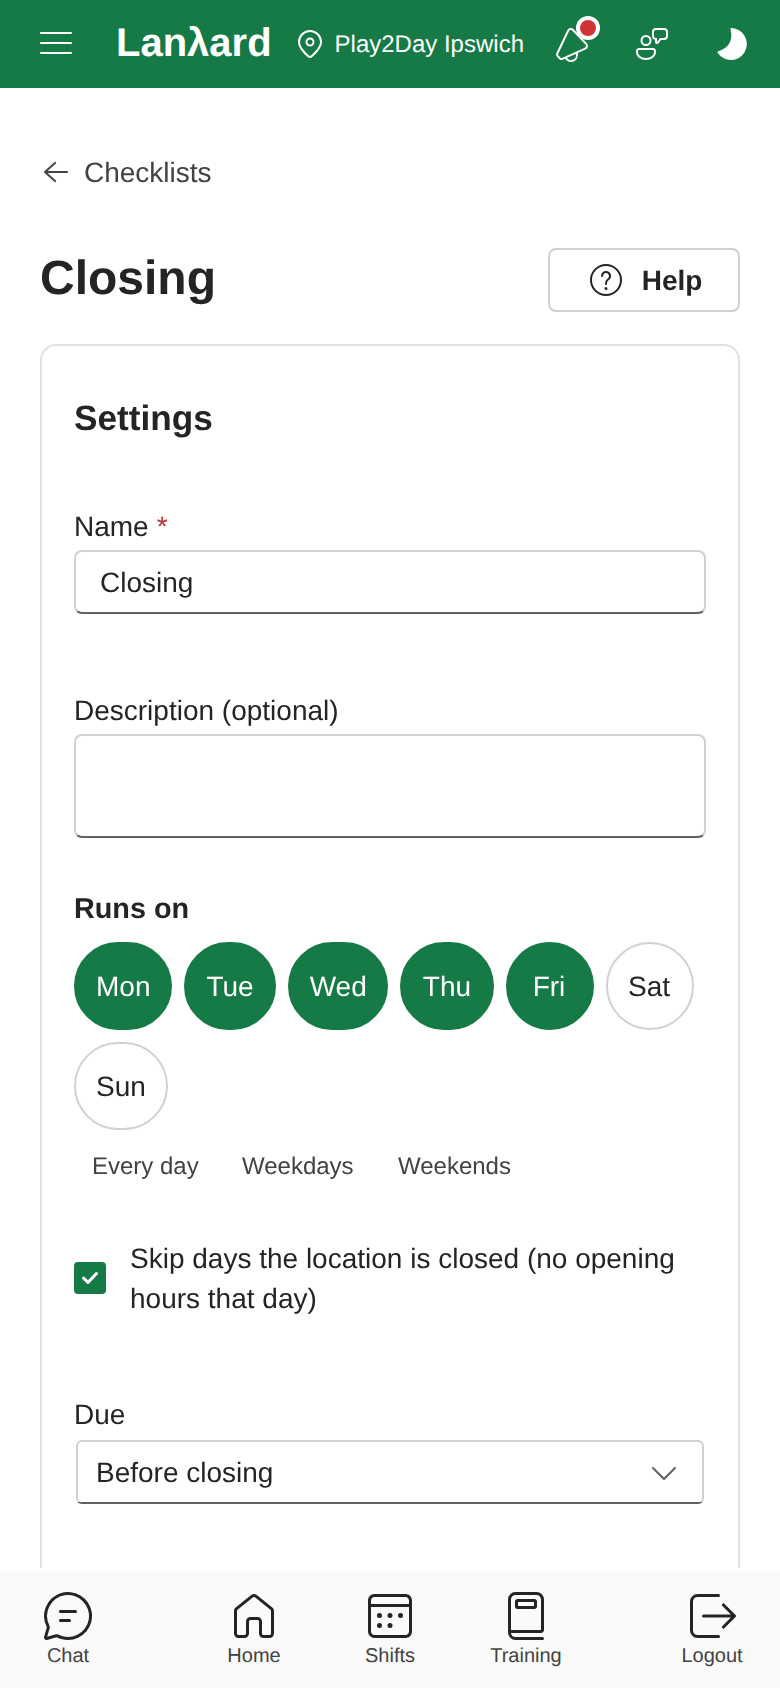 Lanλard
Play2Day Ipswich
Checklists
Closing
Help
Settings
Name *
Closing
Description (optional)
Runs on
Mon Tue Wed Thu Fri Sat
Sun
Every day Weekdays Weekends
Skip days the location is closed (no opening
hours that day)
Due
Before closing
Chat Home Shifts Training Logout